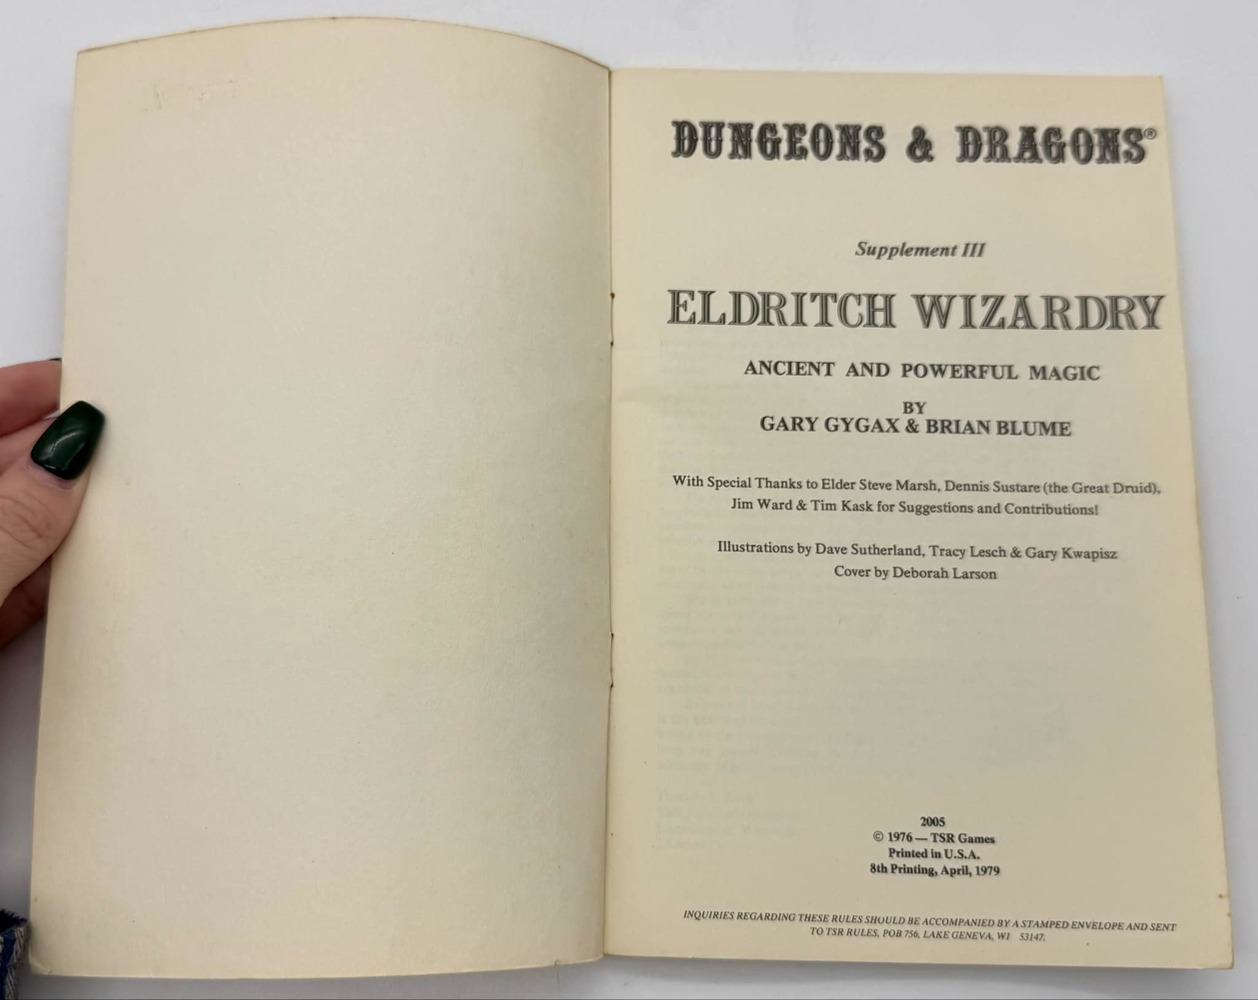 DUNGEONS & DRAGONS®
Supplement III
ELDRITCH WIZARDRY
ANCIENT AND POWERFUL MAGIC
BY
GARY GYGAX & BRIAN BLUME
With Special Thanks to Elder Steve Marsh, Dennis Sustare (the Great Druid),
Jim Ward & Tim Kask for Suggestions and Contributions!
Illustrations by Dave Sutherland, Tracy Lesch & Gary Kwapisz
Cover by Deborah Larson
2005
© 1976 — TSR Games
Printed in U.S.A.
8th Printing, April, 1979
INQUIRIES REGARDING THESE RULES SHOULD BE ACCOMPANIED BY A STAMPED ENVELOPE AND SENT
TO TSR RULES, POB 756, LAKE GENEVA, WI 53147.